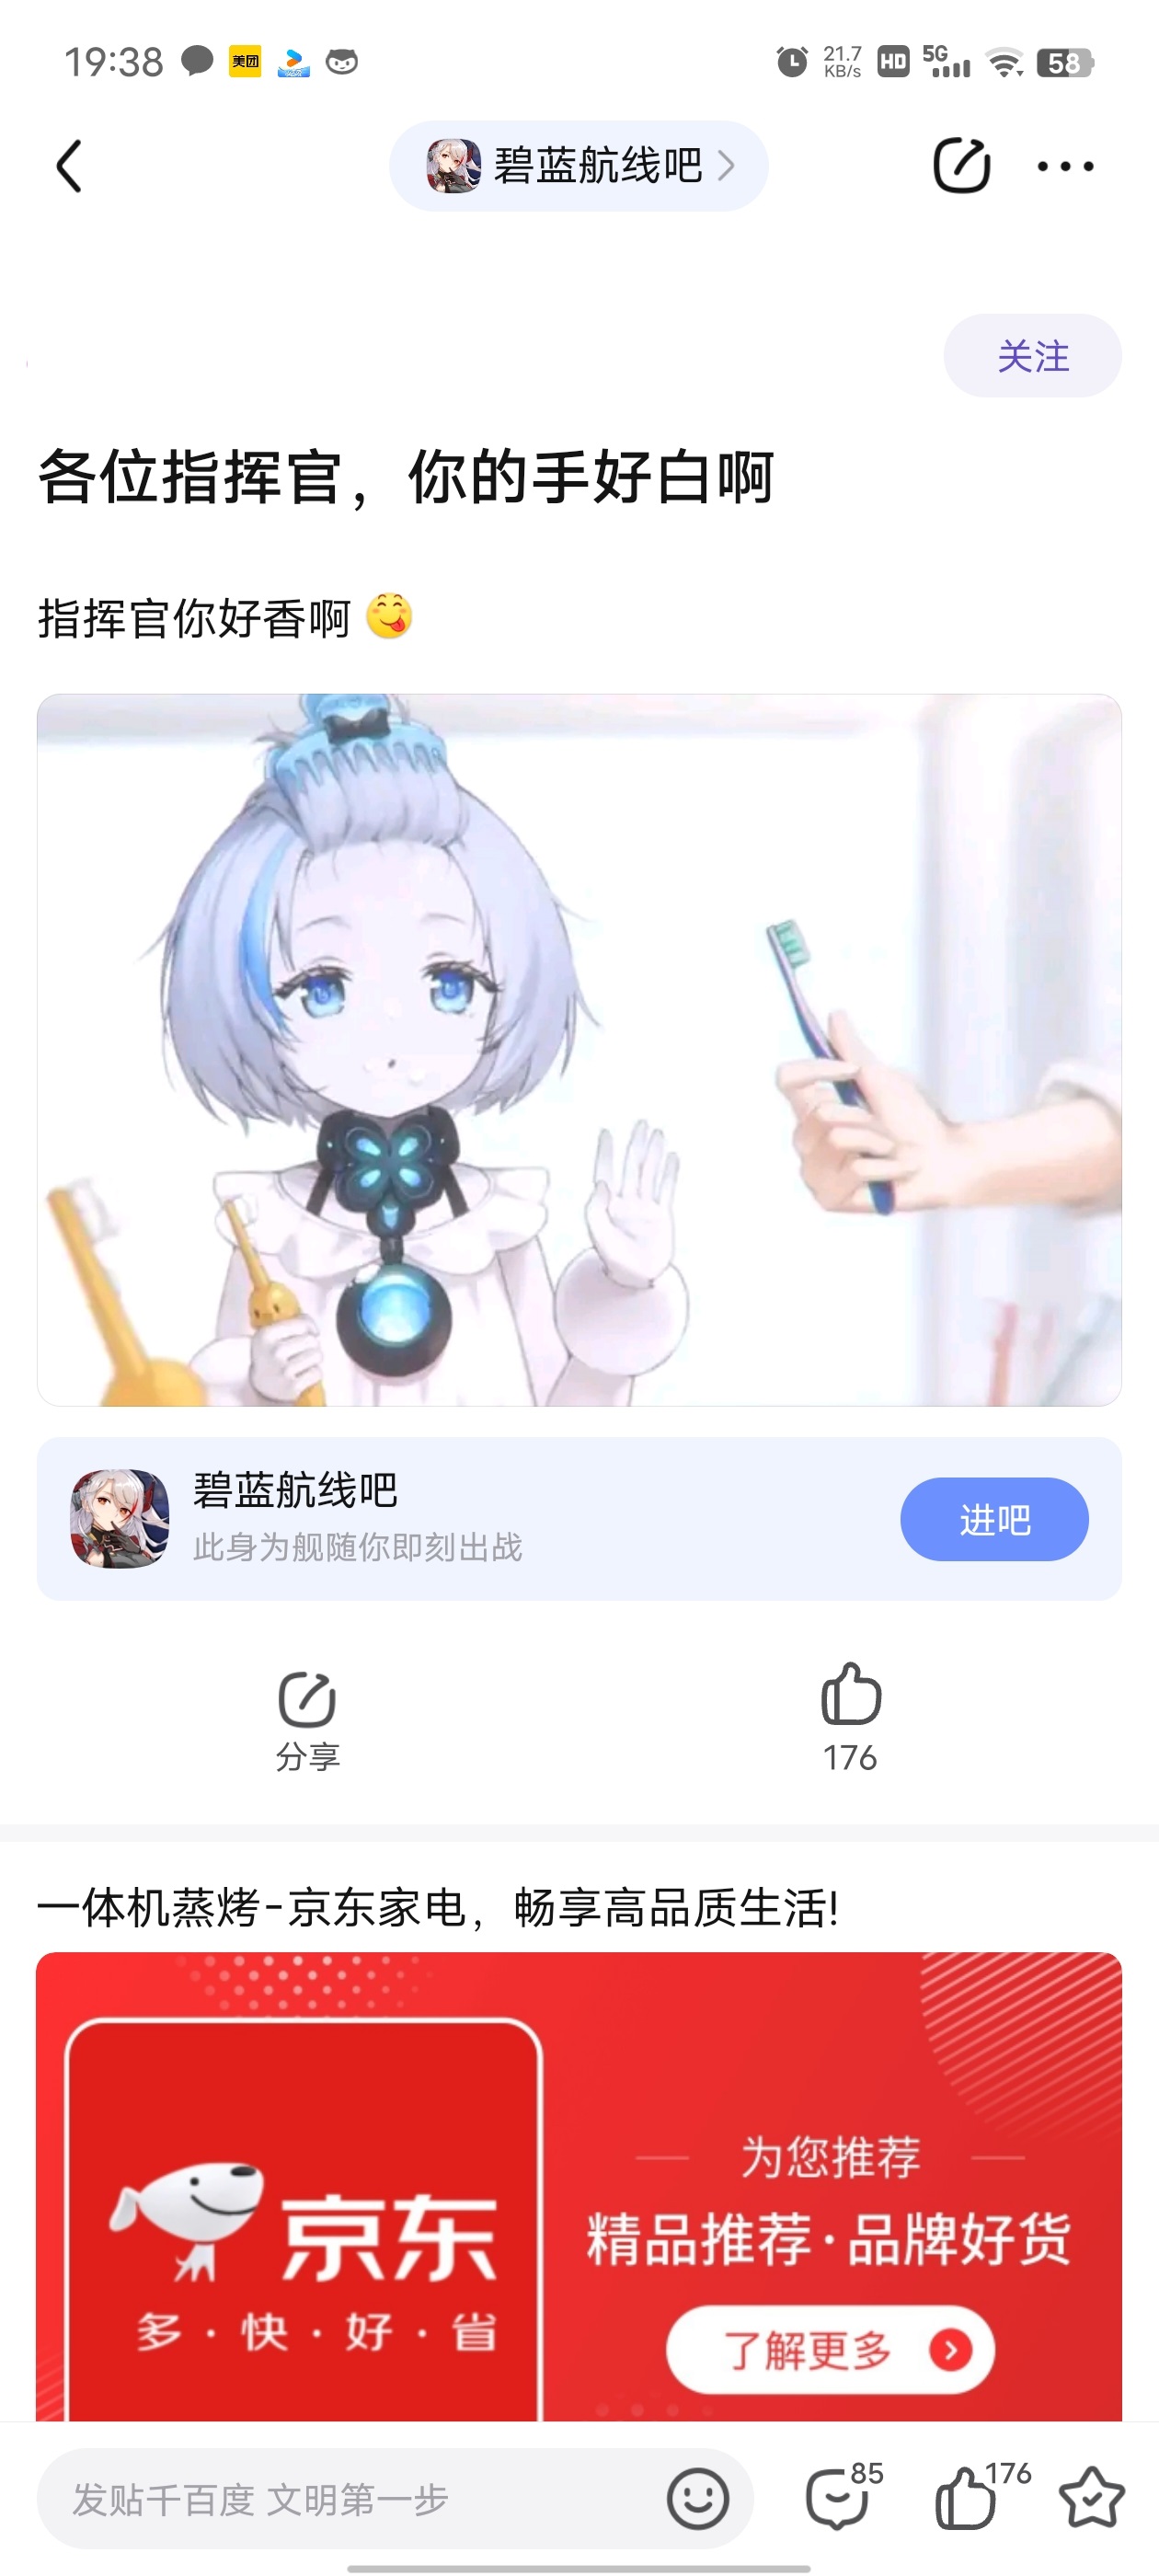 19:38
美团
21.7
KB/s
HD
5G
58
碧蓝航线吧
关注
各位指挥官，你的手好白啊
指挥官你好香啊
碧蓝航线吧
此身为舰随你即刻出战
进吧
分享
176
一体机蒸烤-京东家电，畅享高品质生活!
京东
多·快·好·省
为您推荐
精品推荐·品牌好货
了解更多
发贴千百度 文明第一步
85
176